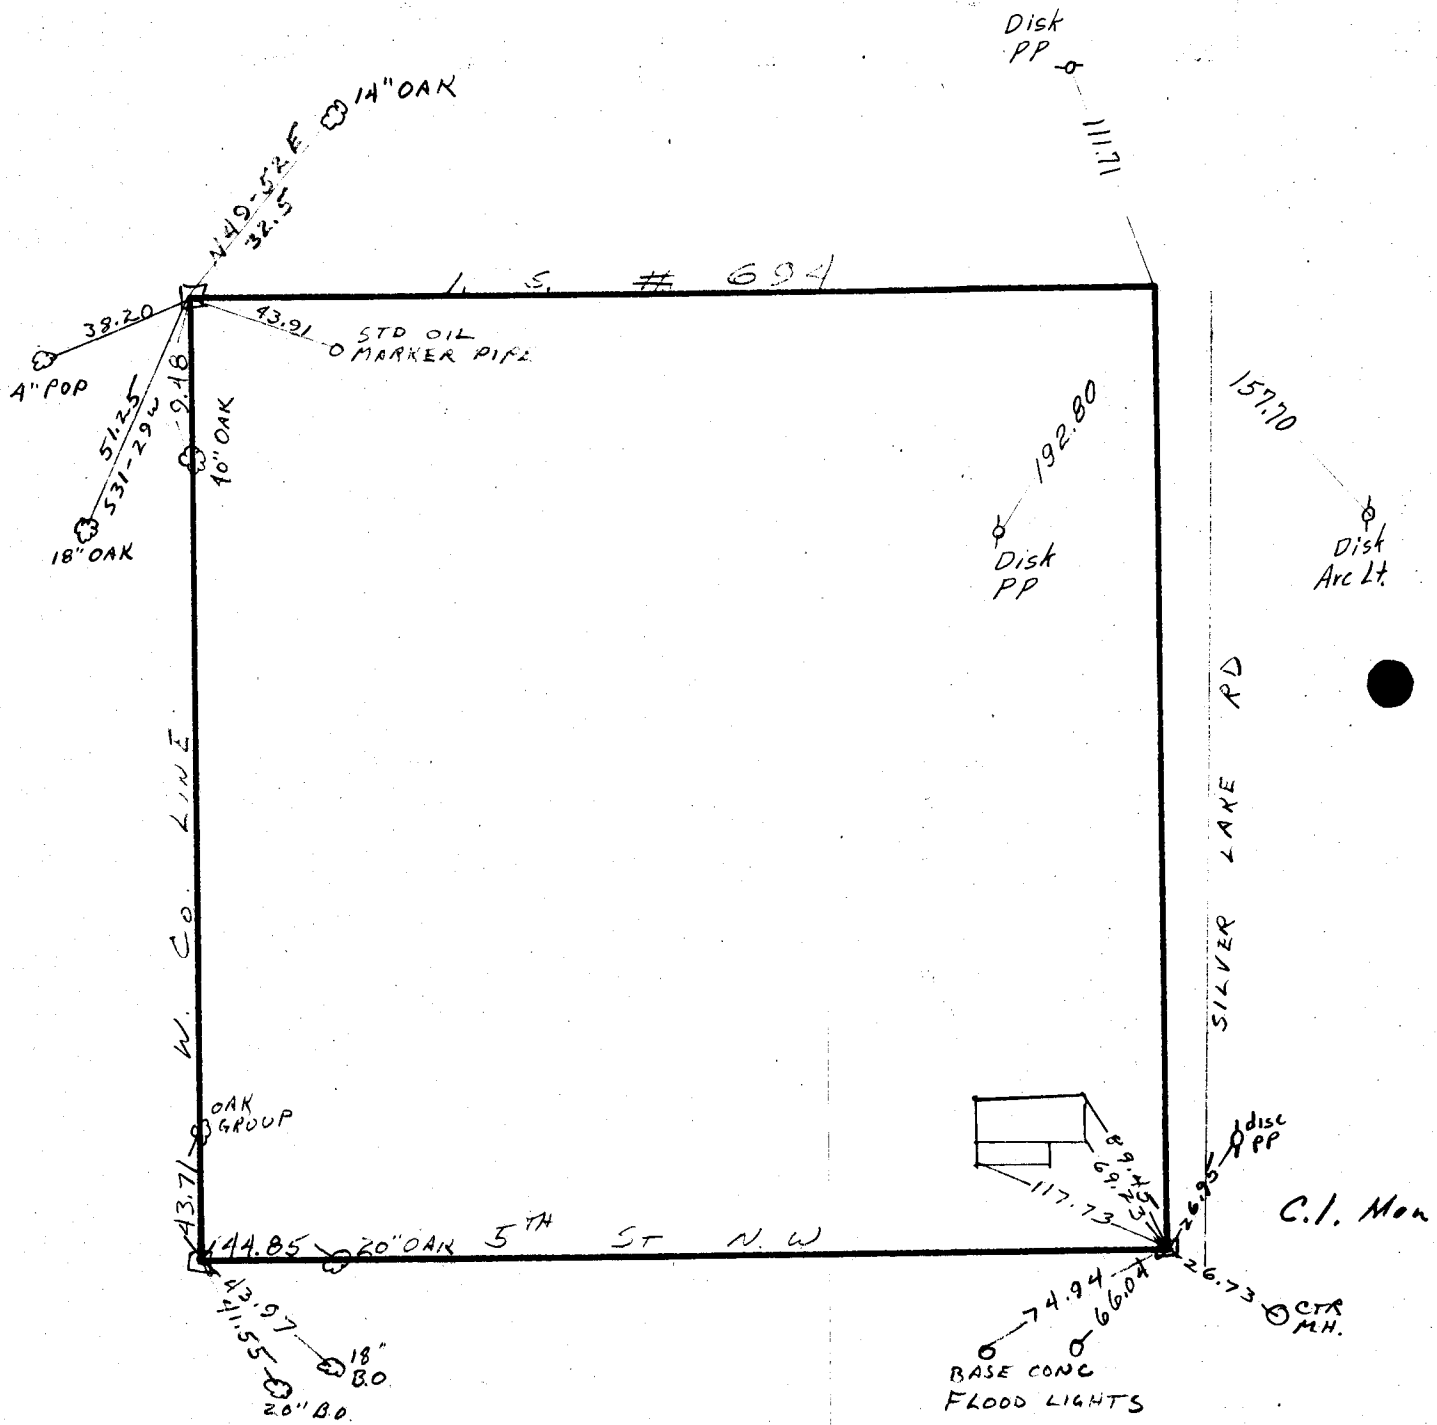 Disk
PP
111.71
14" OAK
N49-52E
32.5
I. S. # 694
38.20
4" POP
43.91
STD OIL
MARKER PIPE
9.48
40" OAK
51.25
S31-29W
18" OAK
192.80
Disk
PP
157.70
Disk
Arc Lt.
SILVER LAKE RD
W. CO. LINE
OAK
GROUP
43.71
44.85
20" OAK
5TH ST N.W
43.97
18"
B.O
41.55
20" B.O.
89.45
69.23
117.73
26.95
disc
PP
C.I. Mon
26.73
CTR
M.H.
74.94
66.04
BASE CONC
FLOOD LIGHTS